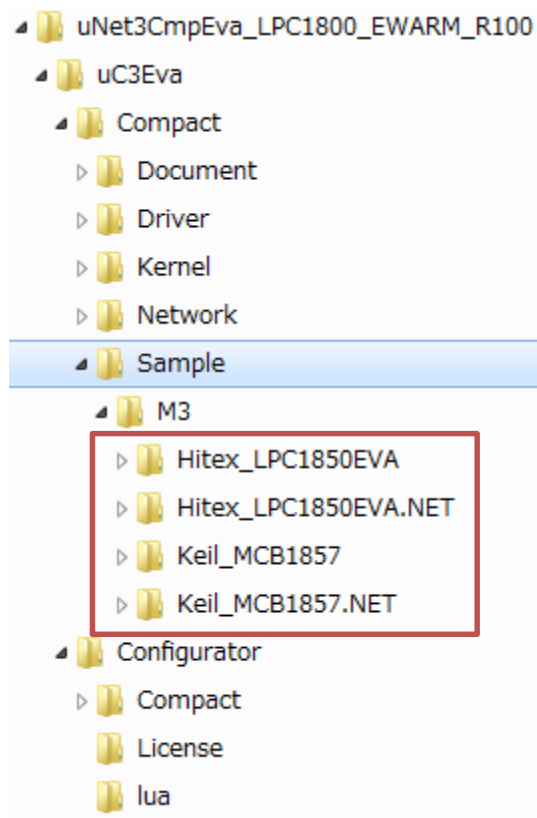 uNet3CmpEva_LPC1800_EWARM_R100
uC3Eva
Compact
Document
Driver
Kernel
Network
Sample
M3
Hitex_LPC1850EVA
Hitex_LPC1850EVA.NET
Keil_MCB1857
Keil_MCB1857.NET
Configurator
Compact
License
lua